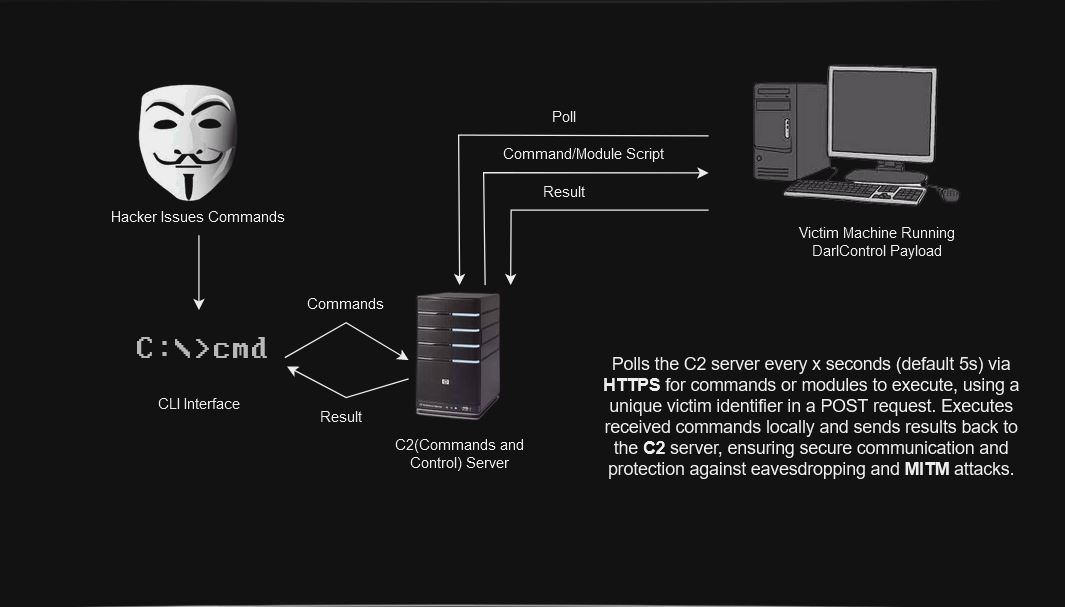 Poll
Command/Module Script
Result
Hacker Issues Commands
Victim Machine Running
DarlControl Payload
Commands
C:\>cmd
CLI Interface
Result
C2(Commands and
Control) Server
Polls the C2 server every x seconds (default 5s) via
HTTPS for commands or modules to execute, using a
unique victim identifier in a POST request. Executes
received commands locally and sends results back to
the C2 server, ensuring secure communication and
protection against eavesdropping and MITM attacks.